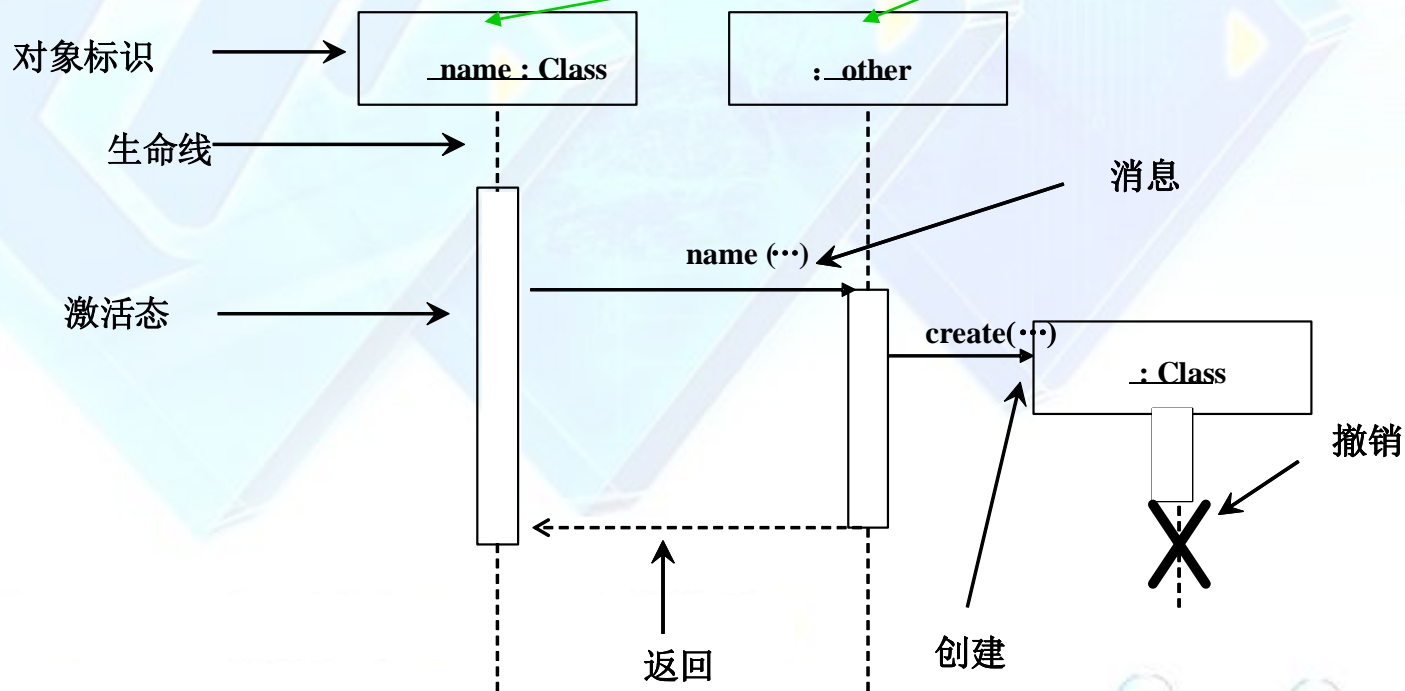 对象标识
name : Class
： other
生命线
消息
name (…)
激活态
create(…)
: Class
撤销
创建
返回